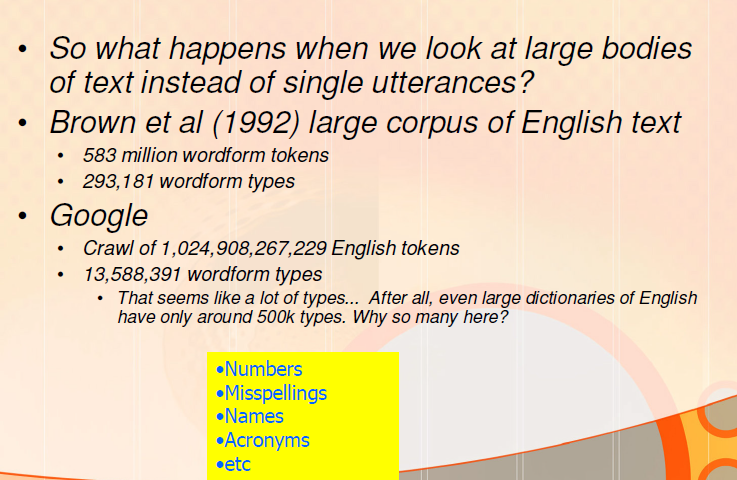 • So what happens when we look at large bodies
of text instead of single utterances?
• Brown et al (1992) large corpus of English text
• 583 million wordform tokens
• 293,181 wordform types
• Google
• Crawl of 1,024,908,267,229 English tokens
• 13,588,391 wordform types
• That seems like a lot of types... After all, even large dictionaries of English
have only around 500k types. Why so many here?
•Numbers
•Misspellings
•Names
•Acronyms
•etc